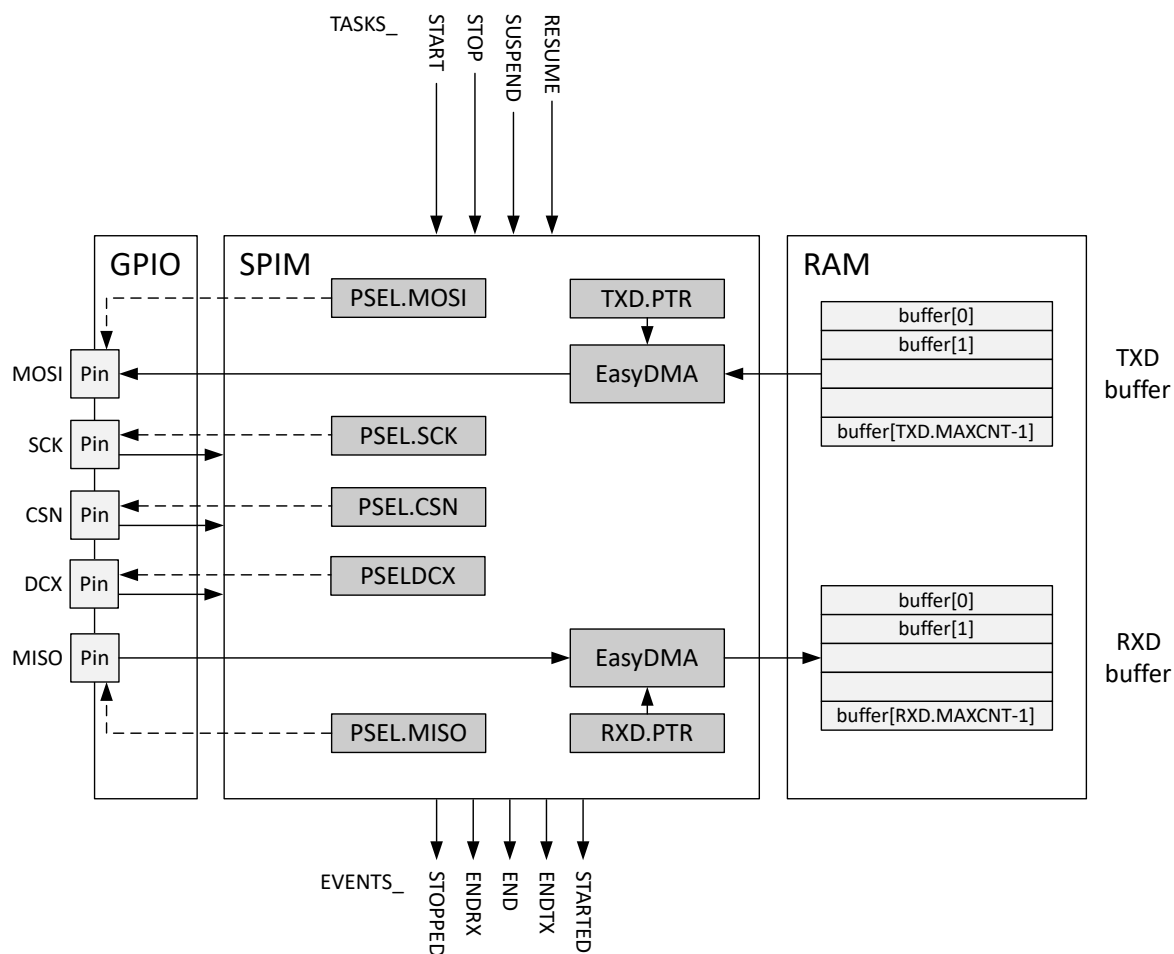 TASKS_
START
STOP
SUSPEND
RESUME
GPIO
SPIM
RAM
PSEL.MOSI
TXD.PTR
buffer[0]
buffer[1]
buffer[TXD.MAXCNT-1]
TXD
buffer
MOSI
Pin
EasyDMA
SCK
Pin
PSEL.SCK
CSN
Pin
PSEL.CSN
DCX
Pin
PSELDCX
MISO
Pin
EasyDMA
buffer[0]
buffer[1]
buffer[RXD.MAXCNT-1]
RXD
buffer
PSEL.MISO
RXD.PTR
EVENTS_
STOPPED
ENDRX
END
ENDTX
STARTED